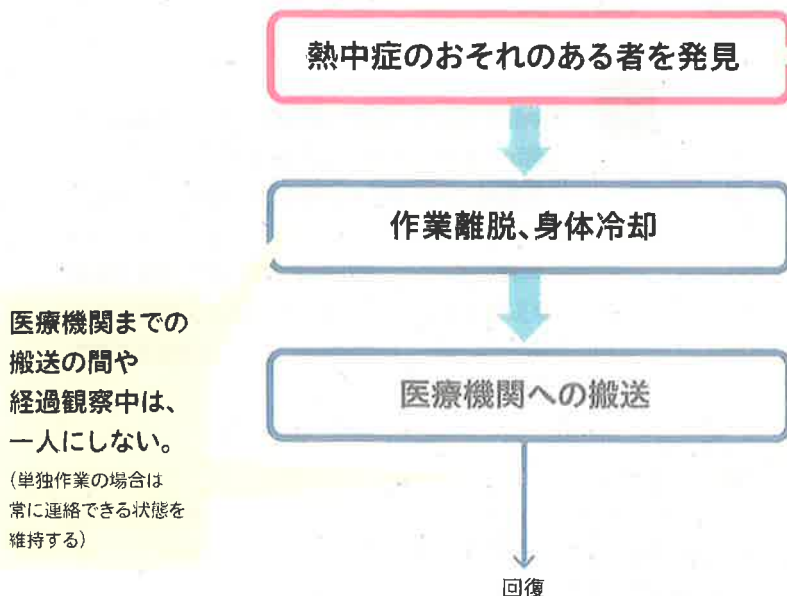 熱中症のおそれのある者を発見
作業離脱、身体冷却
医療機関までの
搬送の間や
経過観察中は、
一人にしない。
（単独作業の場合は
常に連絡できる状態を
維持する）
医療機関への搬送
回復